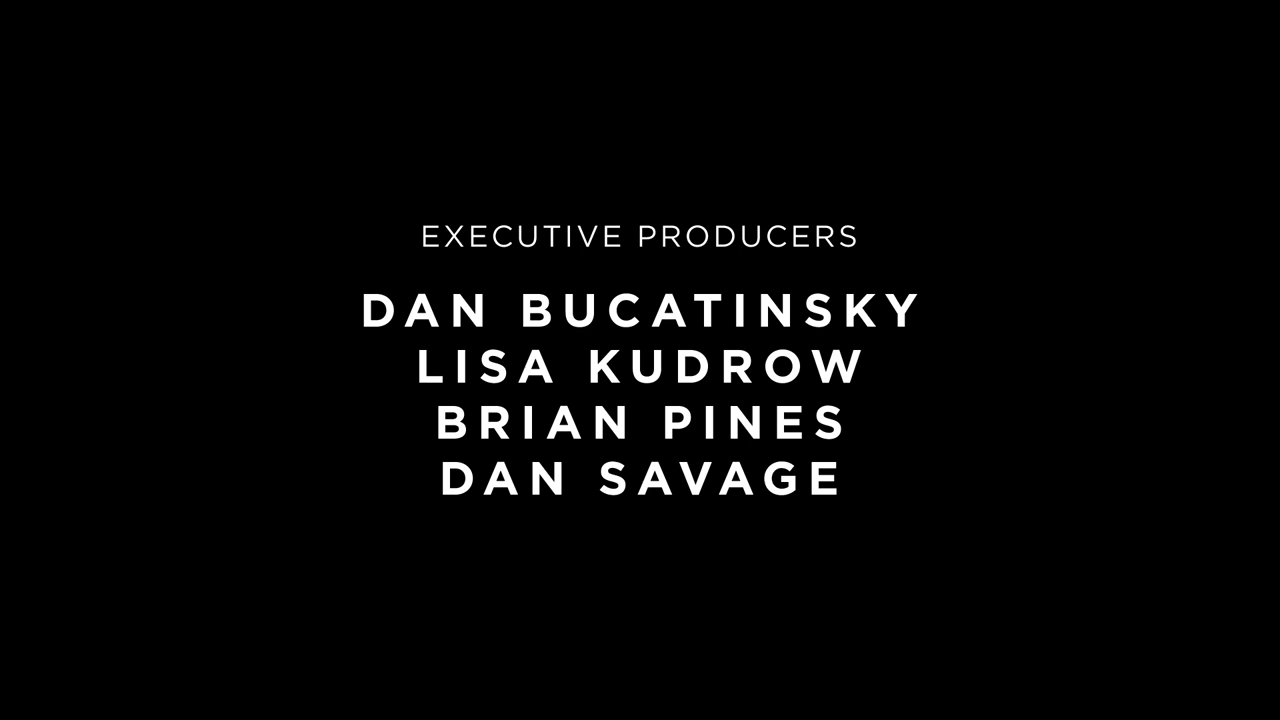 EXECUTIVE PRODUCERS
DAN BUCATINSKY
LISA KUDROW
BRIAN PINES
DAN SAVAGE